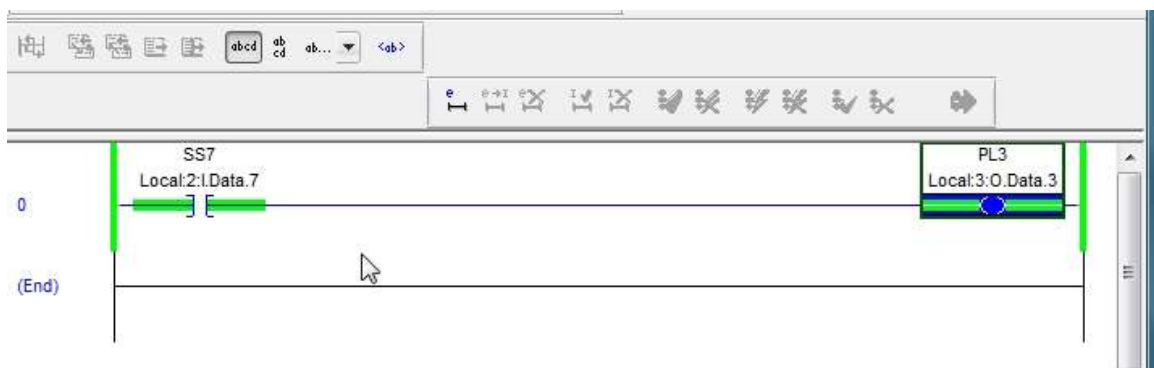 abcd
ab
cd
ab...
<ab>
e
e→I
e
I
I
SS7
Local:2:I.Data.7
PL3
Local:3:O.Data.3
0
(End)